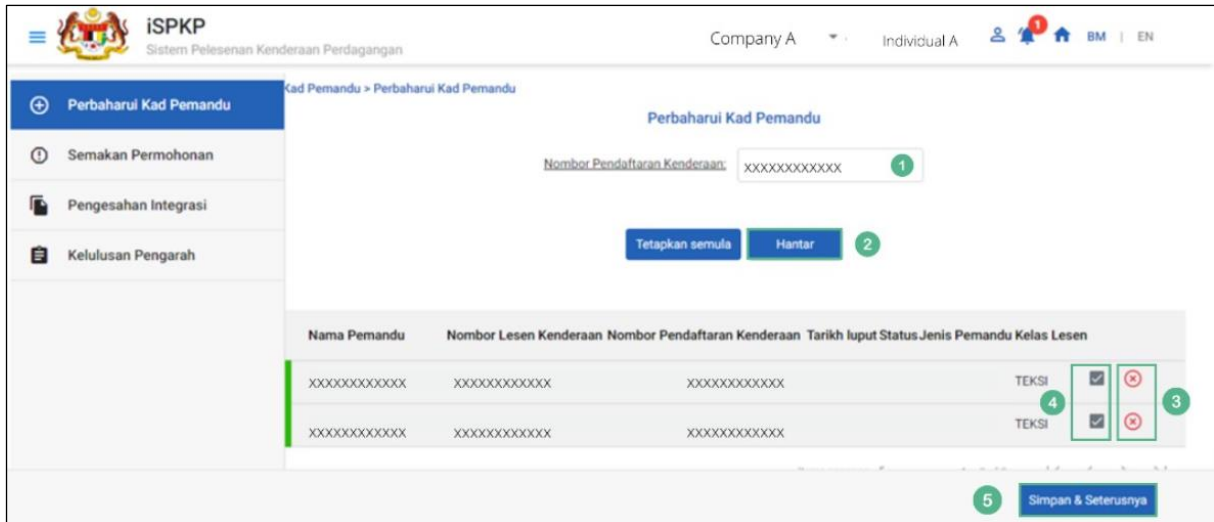 iSPKP
Sistem Pelesenan Kenderaan Perdagangan
Company A Individual A 1 BM | EN
Perbaharui Kad Pemandu
Semakan Permohonan
Pengesahan Integrasi
Kelulusan Pengarah
Kad Pemandu > Perbaharui Kad Pemandu
Perbaharui Kad Pemandu
Nombor Pendaftaran Kenderaan: XXXXXXXXXXXX 1
Tetapkan semula Hantar 2
Nama Pemandu Nombor Lesen Kenderaan Nombor Pendaftaran Kenderaan Tarikh luput Status Jenis Pemandu Kelas Lesen
XXXXXXXXXXXX XXXXXXXXXXXX XXXXXXXXXXXX TEKSI
4 3
XXXXXXXXXXXX XXXXXXXXXXXX XXXXXXXXXXXX TEKSI
5 Simpan & Seterusnya